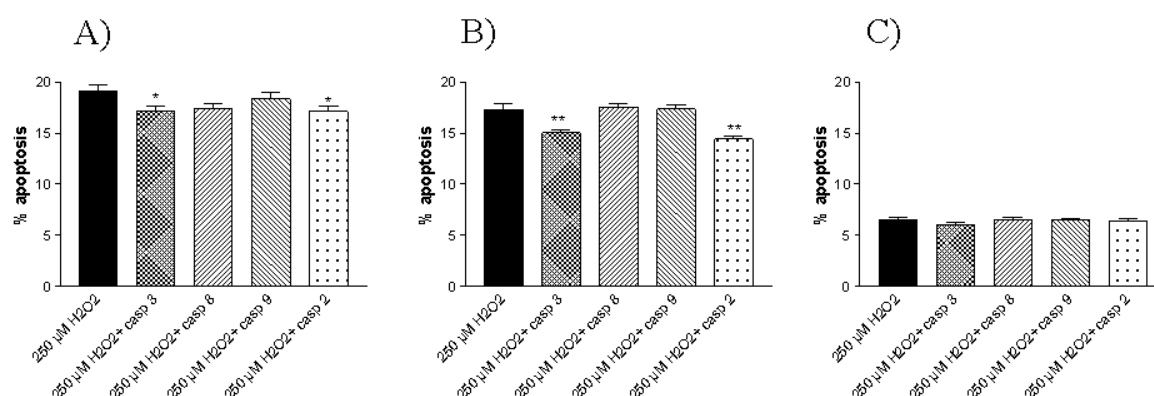 A)
B)
C)
% apoptosis
20
15
10
5
0
*
*
250 µM H2O2
250 µM H2O2+ casp 3
250 µM H2O2+ casp 8
250 µM H2O2+ casp 9
250 µM H2O2+ casp 2
% apoptosis
20
15
10
5
0
**
**
250 µM H2O2
250 µM H2O2+ casp 3
250 µM H2O2+ casp 8
250 µM H2O2+ casp 9
250 µM H2O2+ casp 2
% apoptosis
20
15
10
5
0
250 µM H2O2
250 µM H2O2+ casp 3
250 µM H2O2+ casp 8
250 µM H2O2+ casp 9
250 µM H2O2+ casp 2